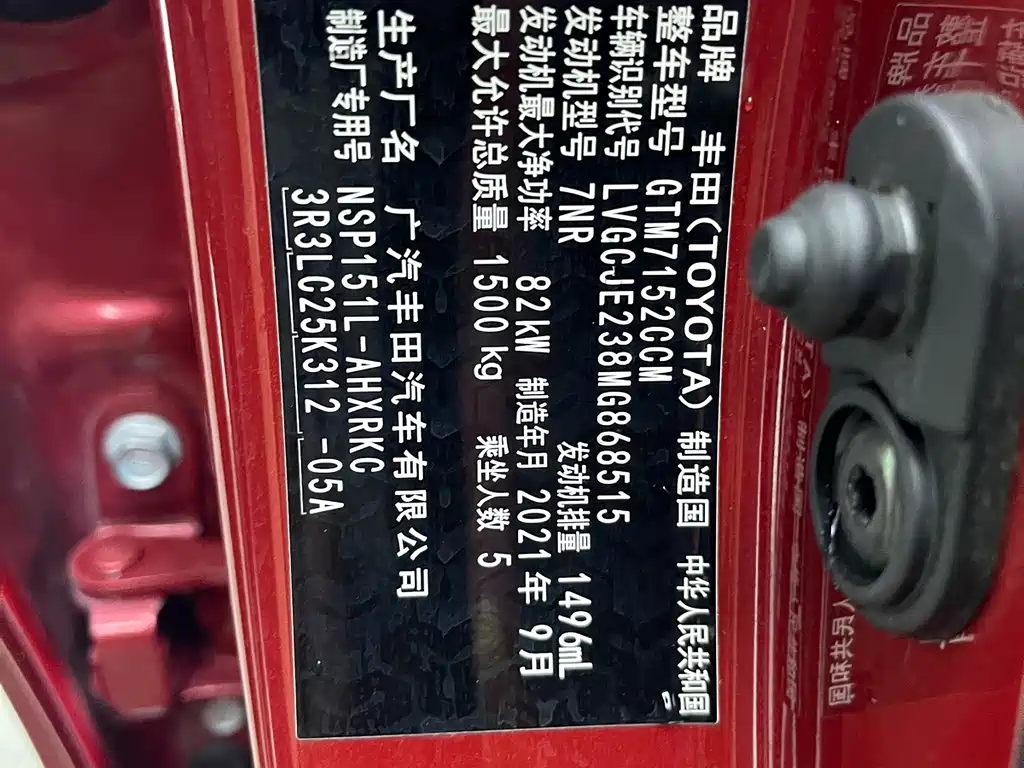 品牌 丰田(TOYOTA) 制造国 中华人民共和国
整车型号 GTM7152CCM
车辆识别代号 LVGCJE238MG868515
发动机型号 7NR 发动机排量 1496mL
发动机最大净功率 82kW 制造年月 2021年 9月
最大允许总质量 1500kg 乘坐人数 5
生产厂名 广汽丰田汽车有限公司
制造厂专用号 NSP151L-AHXRKC
3R3LC25K312 -05A